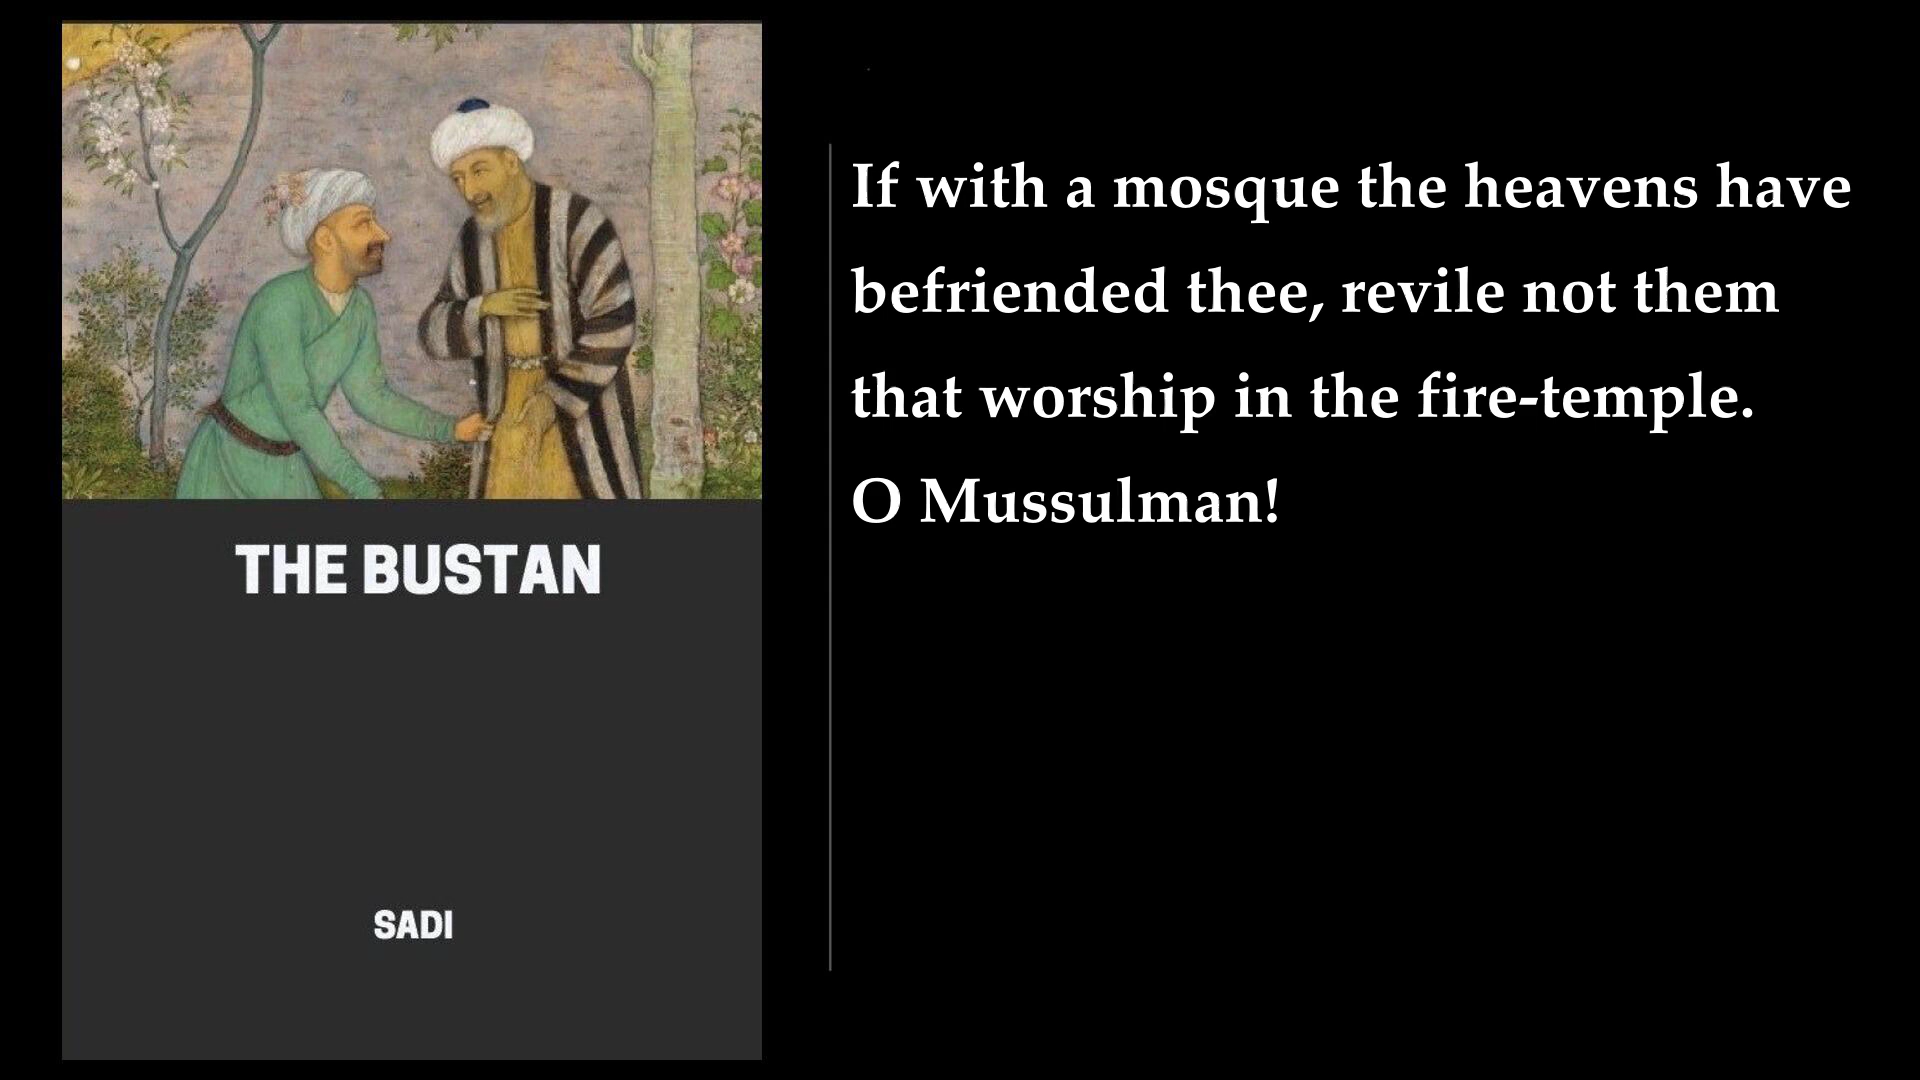 THE BUSTAN
SADI
If with a mosque the heavens have
befriended thee, revile not them
that worship in the fire-temple.
O Mussulman!